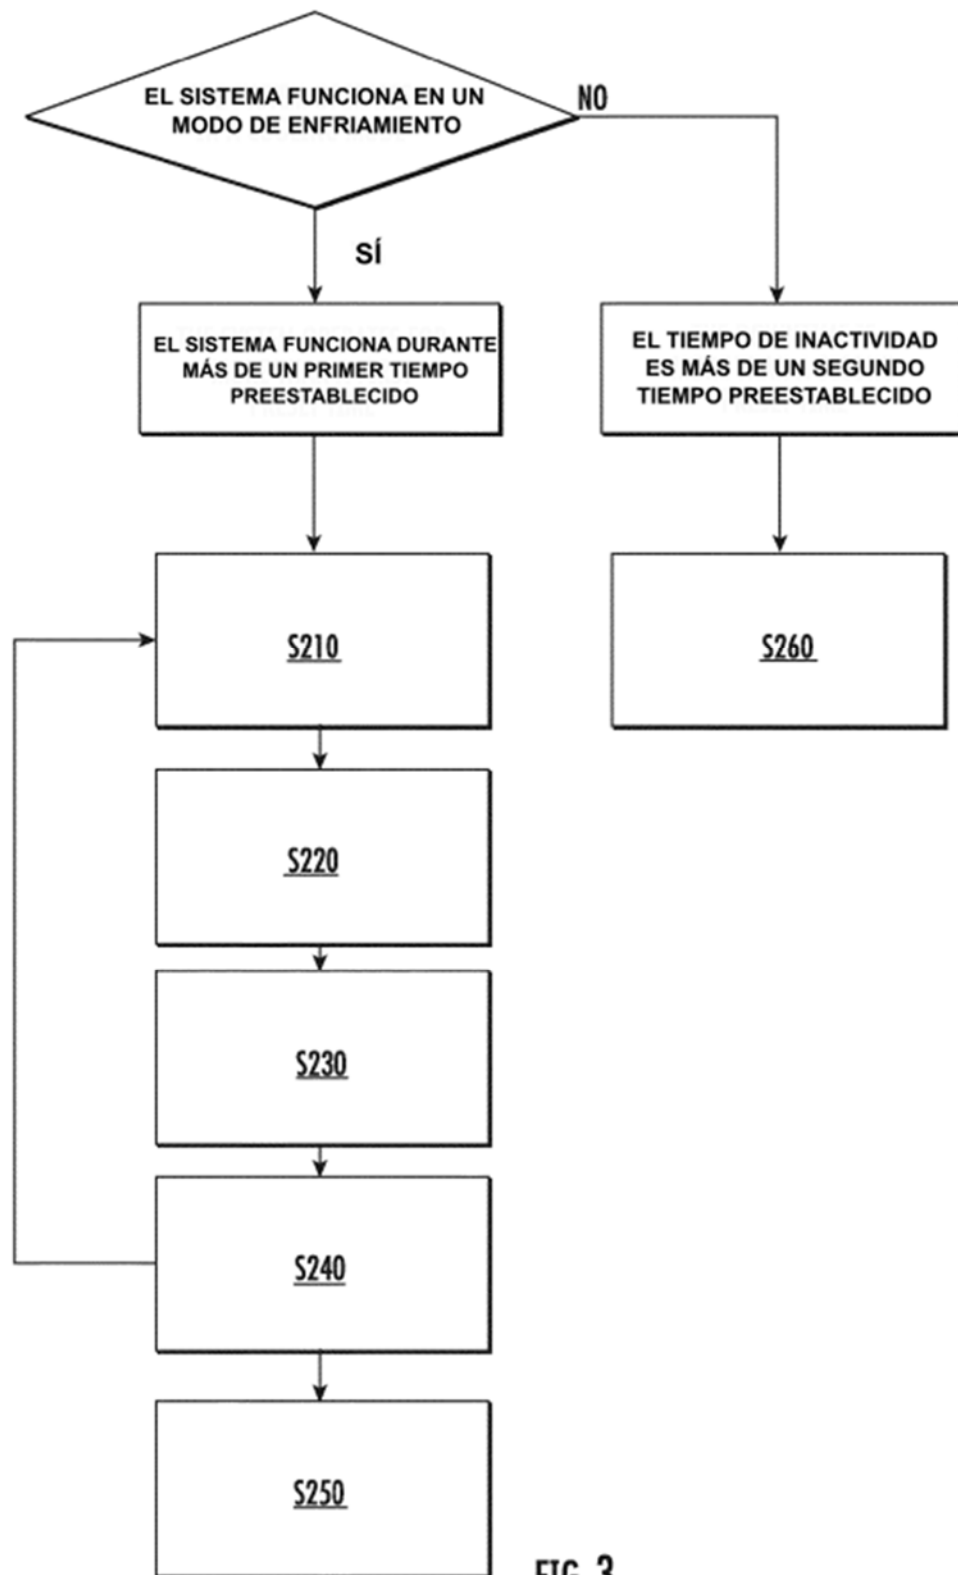 EL SISTEMA FUNCIONA EN UN
MODO DE ENFRIAMIENTO
NO
SÍ
EL SISTEMA FUNCIONA DURANTE
MÁS DE UN PRIMER TIEMPO
PREESTABLECIDO
EL TIEMPO DE INACTIVIDAD
ES MÁS DE UN SEGUNDO
TIEMPO PREESTABLECIDO
S210
S260
S220
S230
S240
S250
FIG. 3